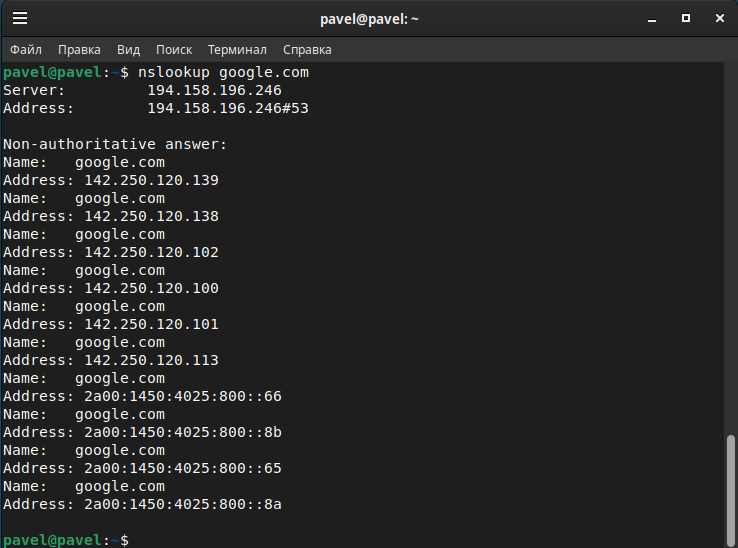 pavel@pavel: ~
Файл Правка Вид Поиск Терминал Справка
pavel@pavel:~$ nslookup google.com
Server:         194.158.196.246
Address:        194.158.196.246#53

Non-authoritative answer:
Name:   google.com
Address: 142.250.120.139
Name:   google.com
Address: 142.250.120.138
Name:   google.com
Address: 142.250.120.102
Name:   google.com
Address: 142.250.120.100
Name:   google.com
Address: 142.250.120.101
Name:   google.com
Address: 142.250.120.113
Name:   google.com
Address: 2a00:1450:4025:800::66
Name:   google.com
Address: 2a00:1450:4025:800::8b
Name:   google.com
Address: 2a00:1450:4025:800::65
Name:   google.com
Address: 2a00:1450:4025:800::8a

pavel@pavel:~$